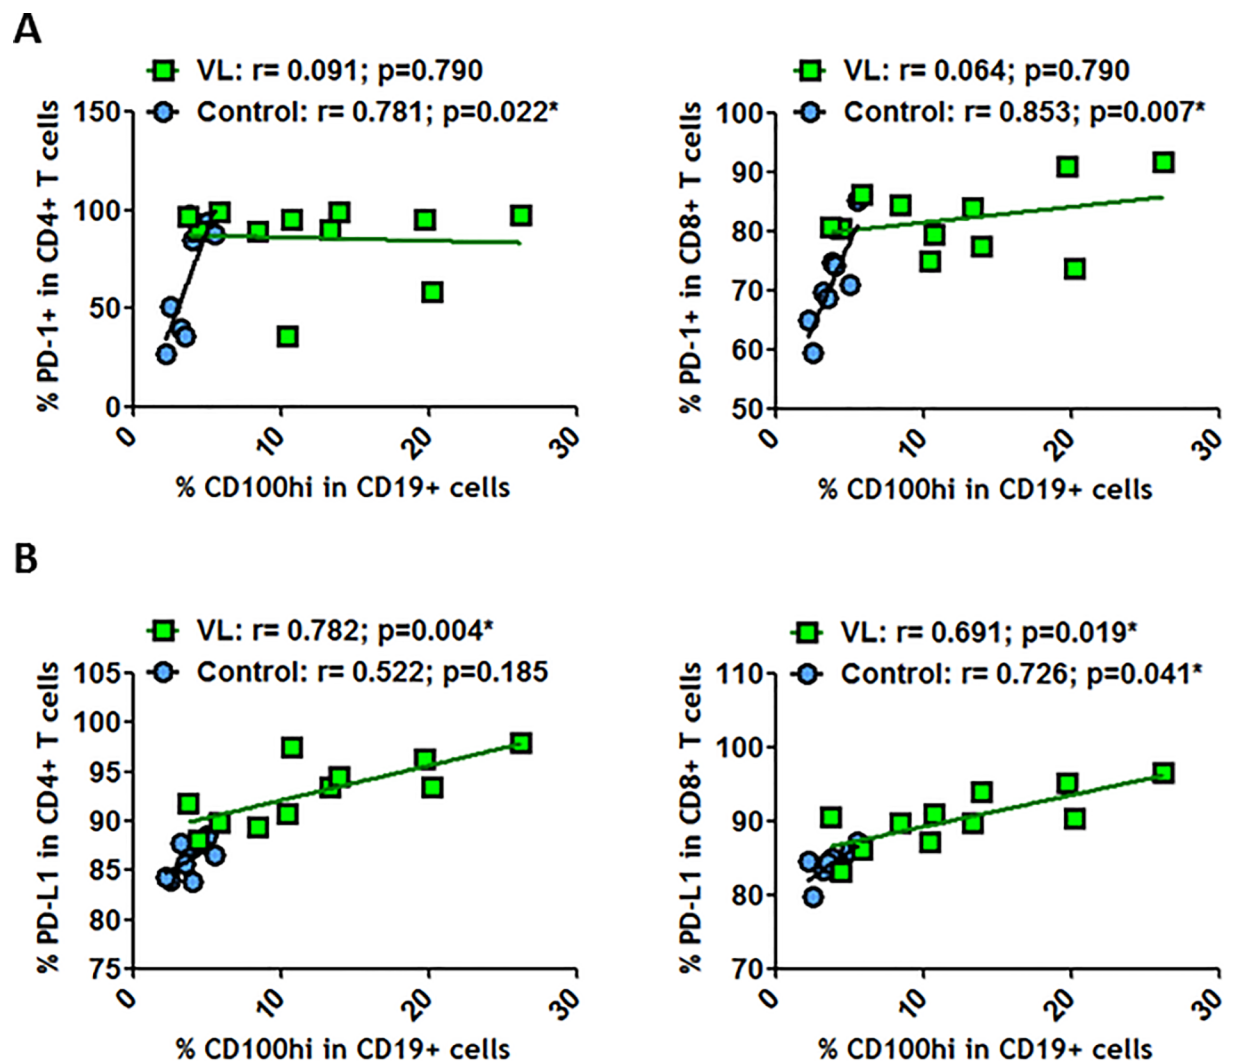 A
VL: r= 0.091; p=0.790
Control: r= 0.781; p=0.022*
% PD-1+ in CD4+ T cells
150
100
50
0
0 10 20 30
% CD100hi in CD19+ cells
VL: r= 0.064; p=0.790
Control: r= 0.853; p=0.007*
% PD-1+ in CD8+ T cells
100
90
80
70
60
50
0 10 20 30
% CD100hi in CD19+ cells
B
VL: r= 0.782; p=0.004*
Control: r= 0.522; p=0.185
% PD-L1 in CD4+ T cells
105
100
95
90
85
80
75
0 10 20 30
% CD100hi in CD19+ cells
VL: r= 0.691; p=0.019*
Control: r= 0.726; p=0.041*
% PD-L1 in CD8+ T cells
110
100
90
80
70
0 10 20 30
% CD100hi in CD19+ cells